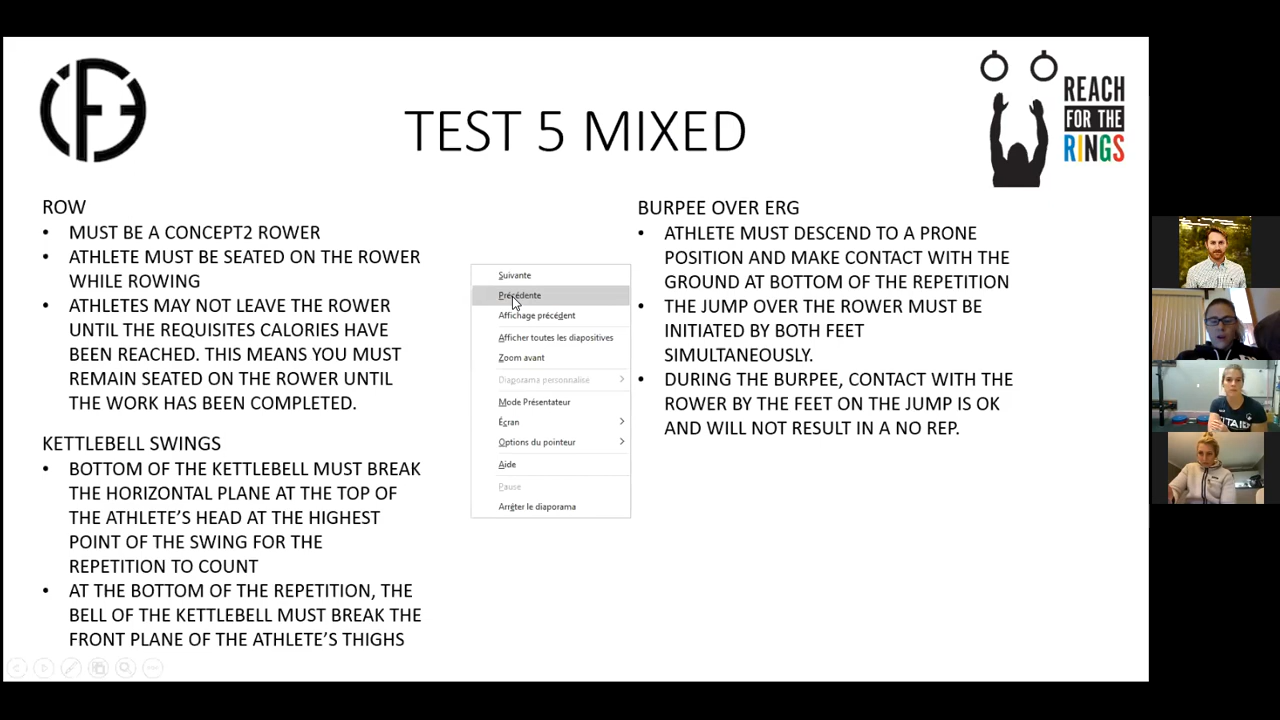 TEST 5 MIXED
REACH
FOR THE
RINGS
ROW
• MUST BE A CONCEPT2 ROWER
• ATHLETE MUST BE SEATED ON THE ROWER
WHILE ROWING
• ATHLETES MAY NOT LEAVE THE ROWER
UNTIL THE REQUISITES CALORIES HAVE
BEEN REACHED. THIS MEANS YOU MUST
REMAIN SEATED ON THE ROWER UNTIL
THE WORK HAS BEEN COMPLETED.
KETTLEBELL SWINGS
• BOTTOM OF THE KETTLEBELL MUST BREAK
THE HORIZONTAL PLANE AT THE TOP OF
THE ATHLETE'S HEAD AT THE HIGHEST
POINT OF THE SWING FOR THE
REPETITION TO COUNT
• AT THE BOTTOM OF THE REPETITION, THE
BELL OF THE KETTLEBELL MUST BREAK THE
FRONT PLANE OF THE ATHLETE'S THIGHS
Suivante
Précédente
Affichage précédent
Afficher toutes les diapositives
Zoom avant
Diaporama personnalisé
Mode Présentateur
Écran
Options du pointeur
Aide
Pause
Arrêter le diaporama
BURPEE OVER ERG
• ATHLETE MUST DESCEND TO A PRONE
POSITION AND MAKE CONTACT WITH THE
GROUND AT BOTTOM OF THE REPETITION
• THE JUMP OVER THE ROWER MUST BE
INITIATED BY BOTH FEET
SIMULTANEOUSLY.
• DURING THE BURPEE, CONTACT WITH THE
ROWER BY THE FEET ON THE JUMP IS OK
AND WILL NOT RESULT IN A NO REP.